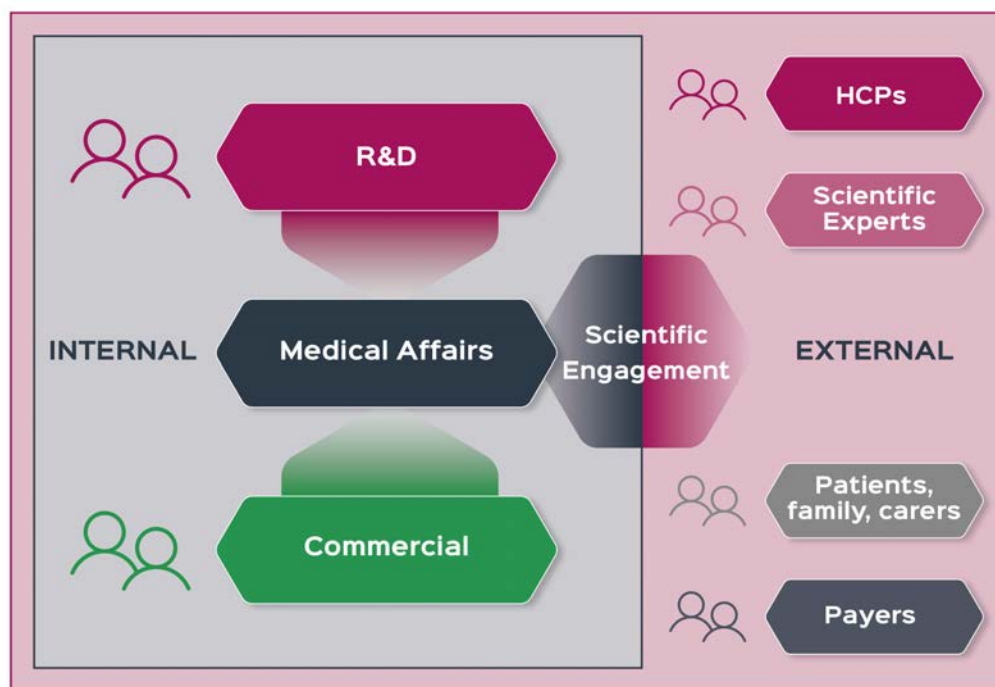 R&D
INTERNAL
Medical Affairs
Scientific
Engagement
Commercial
HCPs
Scientific
Experts
EXTERNAL
Patients,
family, carers
Payers